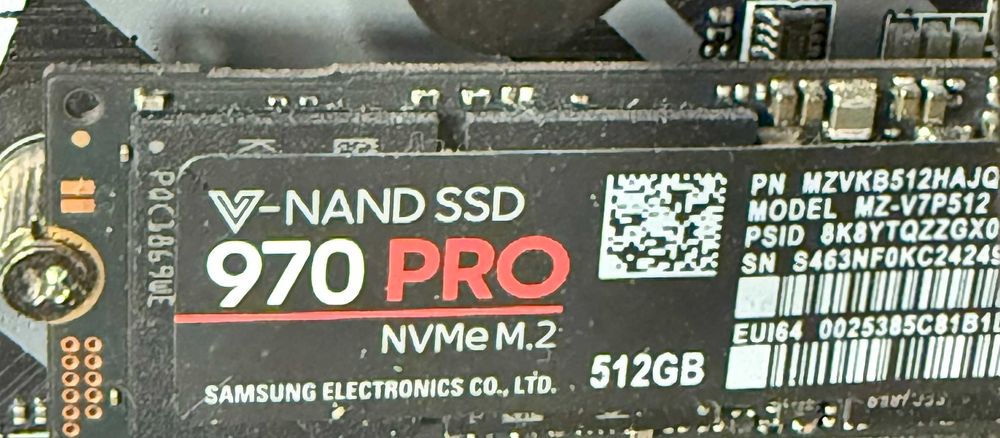 V-NAND SSD
970 PRO
NVMe M.2
512GB
SAMSUNG ELECTRONICS CO., LTD.
PN MZVKB512HAJQ
MODEL MZ-V7P512
PSID 8K8YTQZZGX0
SN S463NF0KC24249
EUI64 0025385C81B1